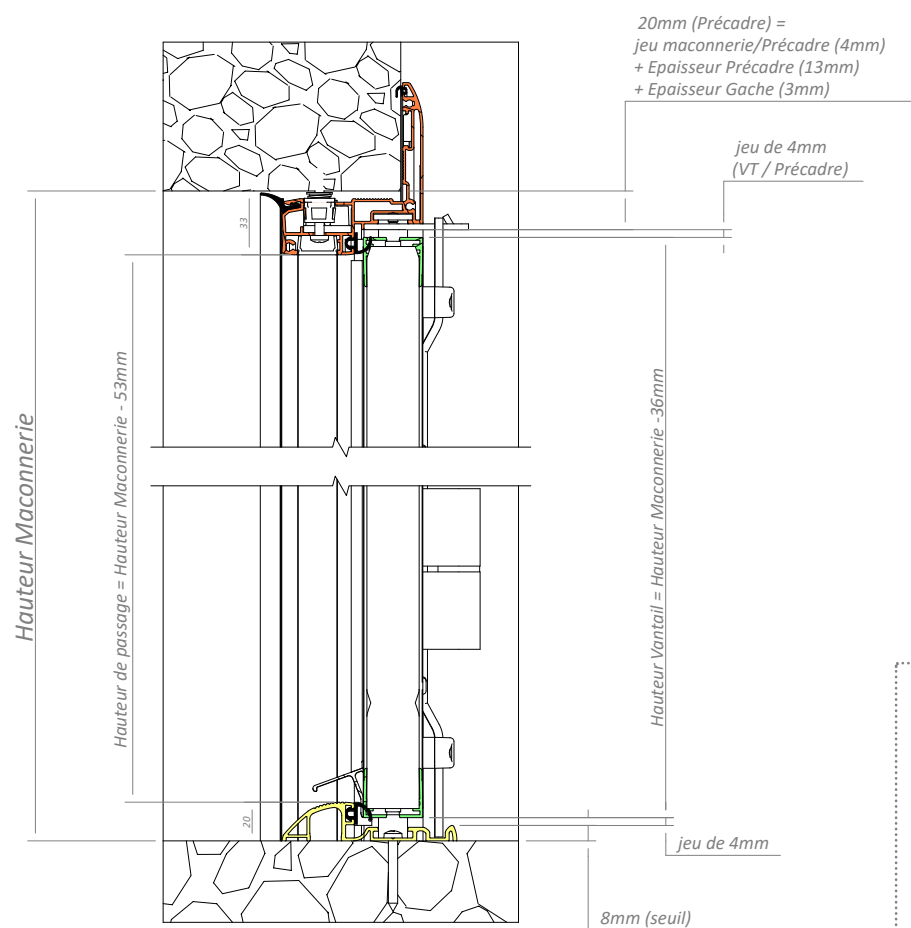 20mm (Précadre) =
jeu maconnerie/Précadre (4mm)
+ Epaisseur Précadre (13mm)
+ Epaisseur Gache (3mm)
jeu de 4mm
(VT / Précadre)
33
Hauteur Maconnerie
Hauteur de passage = Hauteur Maconnerie - 53mm
Hauteur Vantail = Hauteur Maconnerie -36mm
20
jeu de 4mm
8mm (seuil)